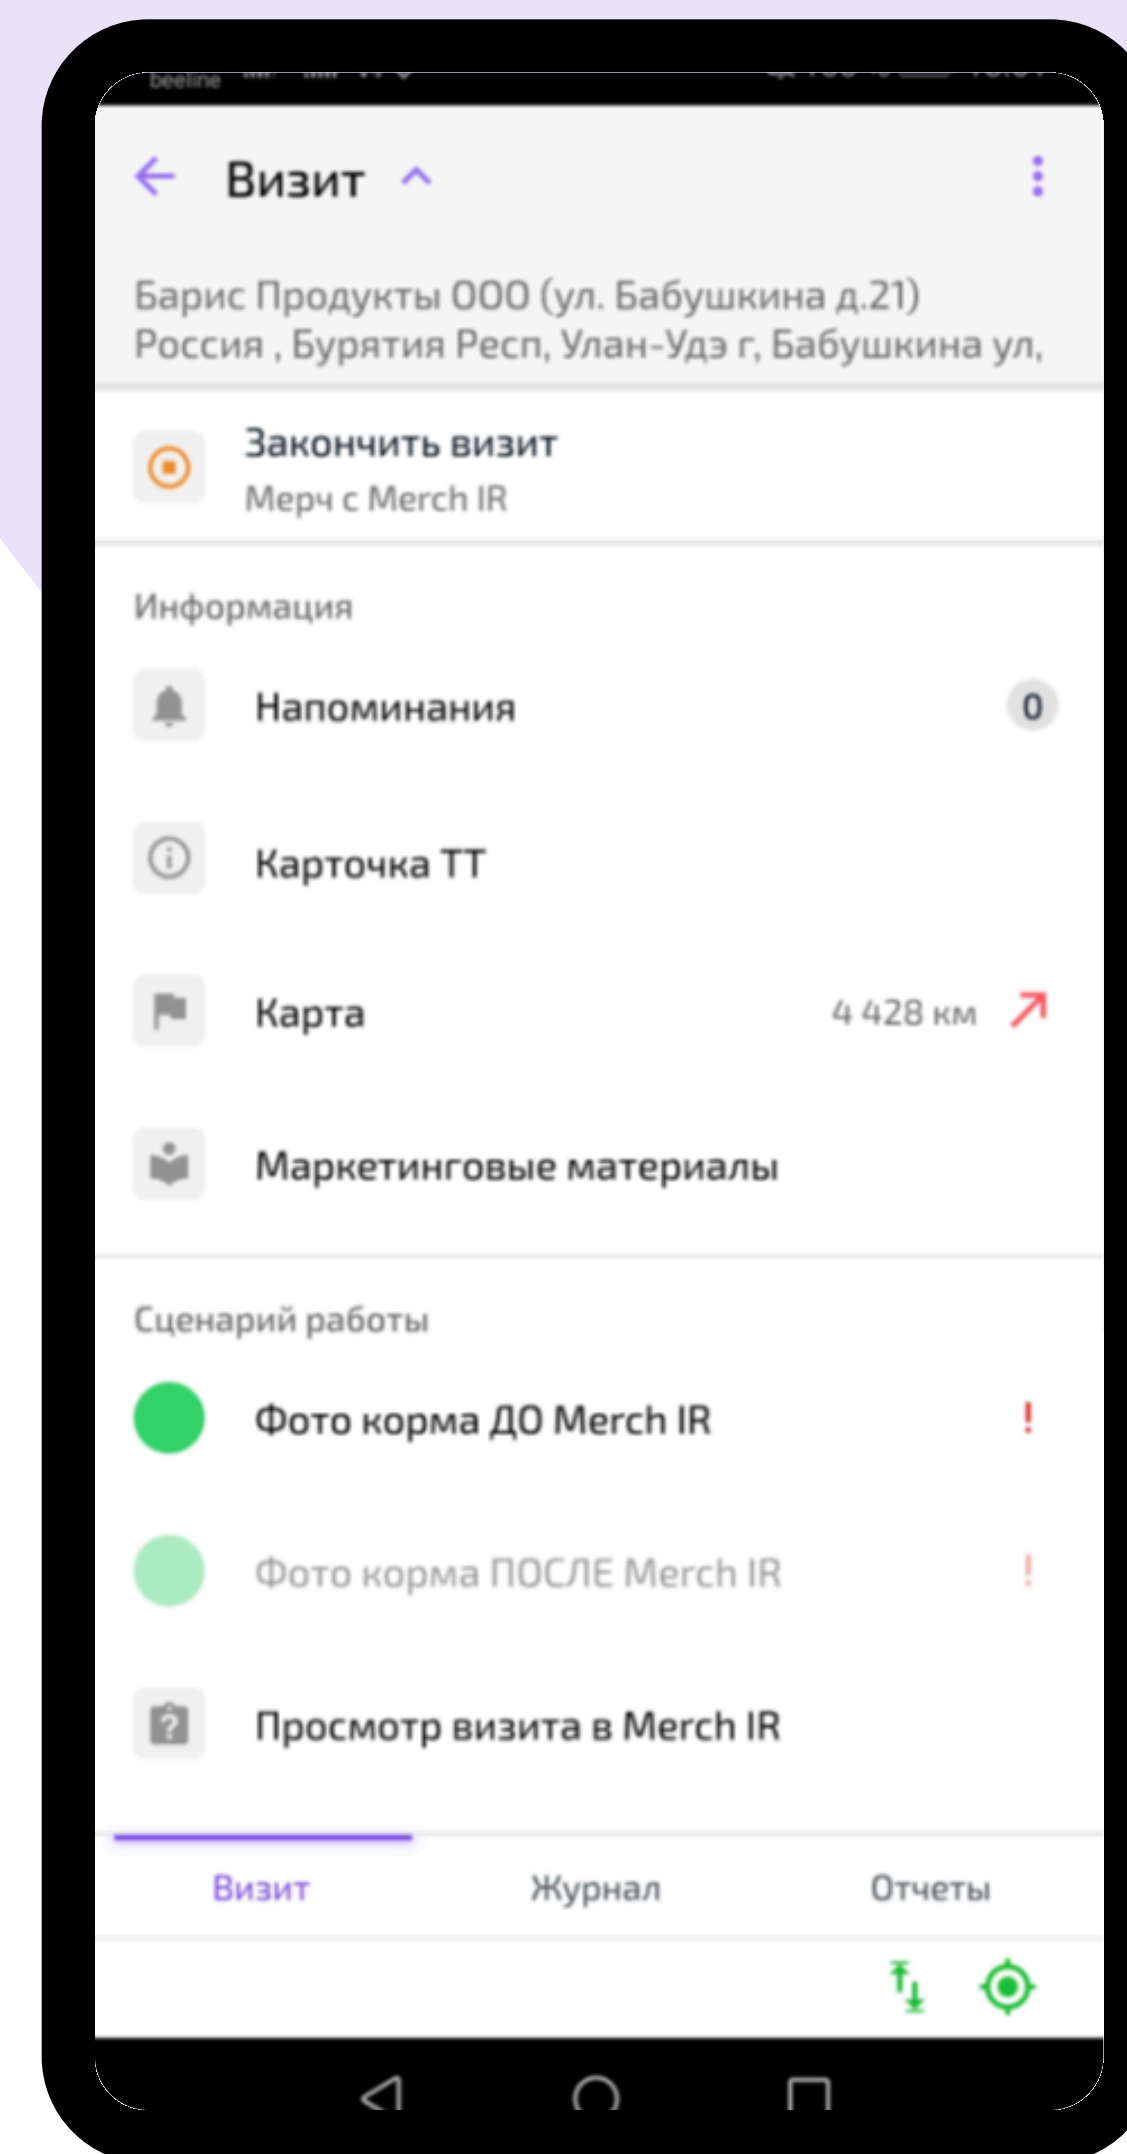 beeline
Визит
Барис Продукты ООО (ул. Бабушкина д.21)
Россия , Бурятия Респ, Улан-Удэ г, Бабушкина ул,
Закончить визит
Мерч с Merch IR
Информация
Напоминания 0
Карточка ТТ
Карта 4 428 км
Маркетинговые материалы
Сценарий работы
Фото корма ДО Merch IR !
Фото корма ПОСЛЕ Merch IR !
Просмотр визита в Merch IR
Визит Журнал Отчеты